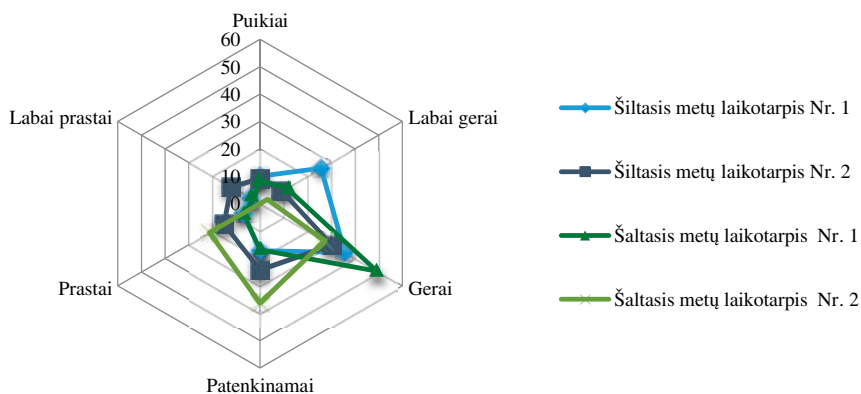 Puikiai
60
50
40
30
20
10
0
Labai prastai
Labai gerai
Prastai
Gerai
Patenkinamai
Šiltasis metų laikotarpis Nr. 1
Šiltasis metų laikotarpis Nr. 2
Šaltasis metų laikotarpis Nr. 1
Šaltasis metų laikotarpis Nr. 2